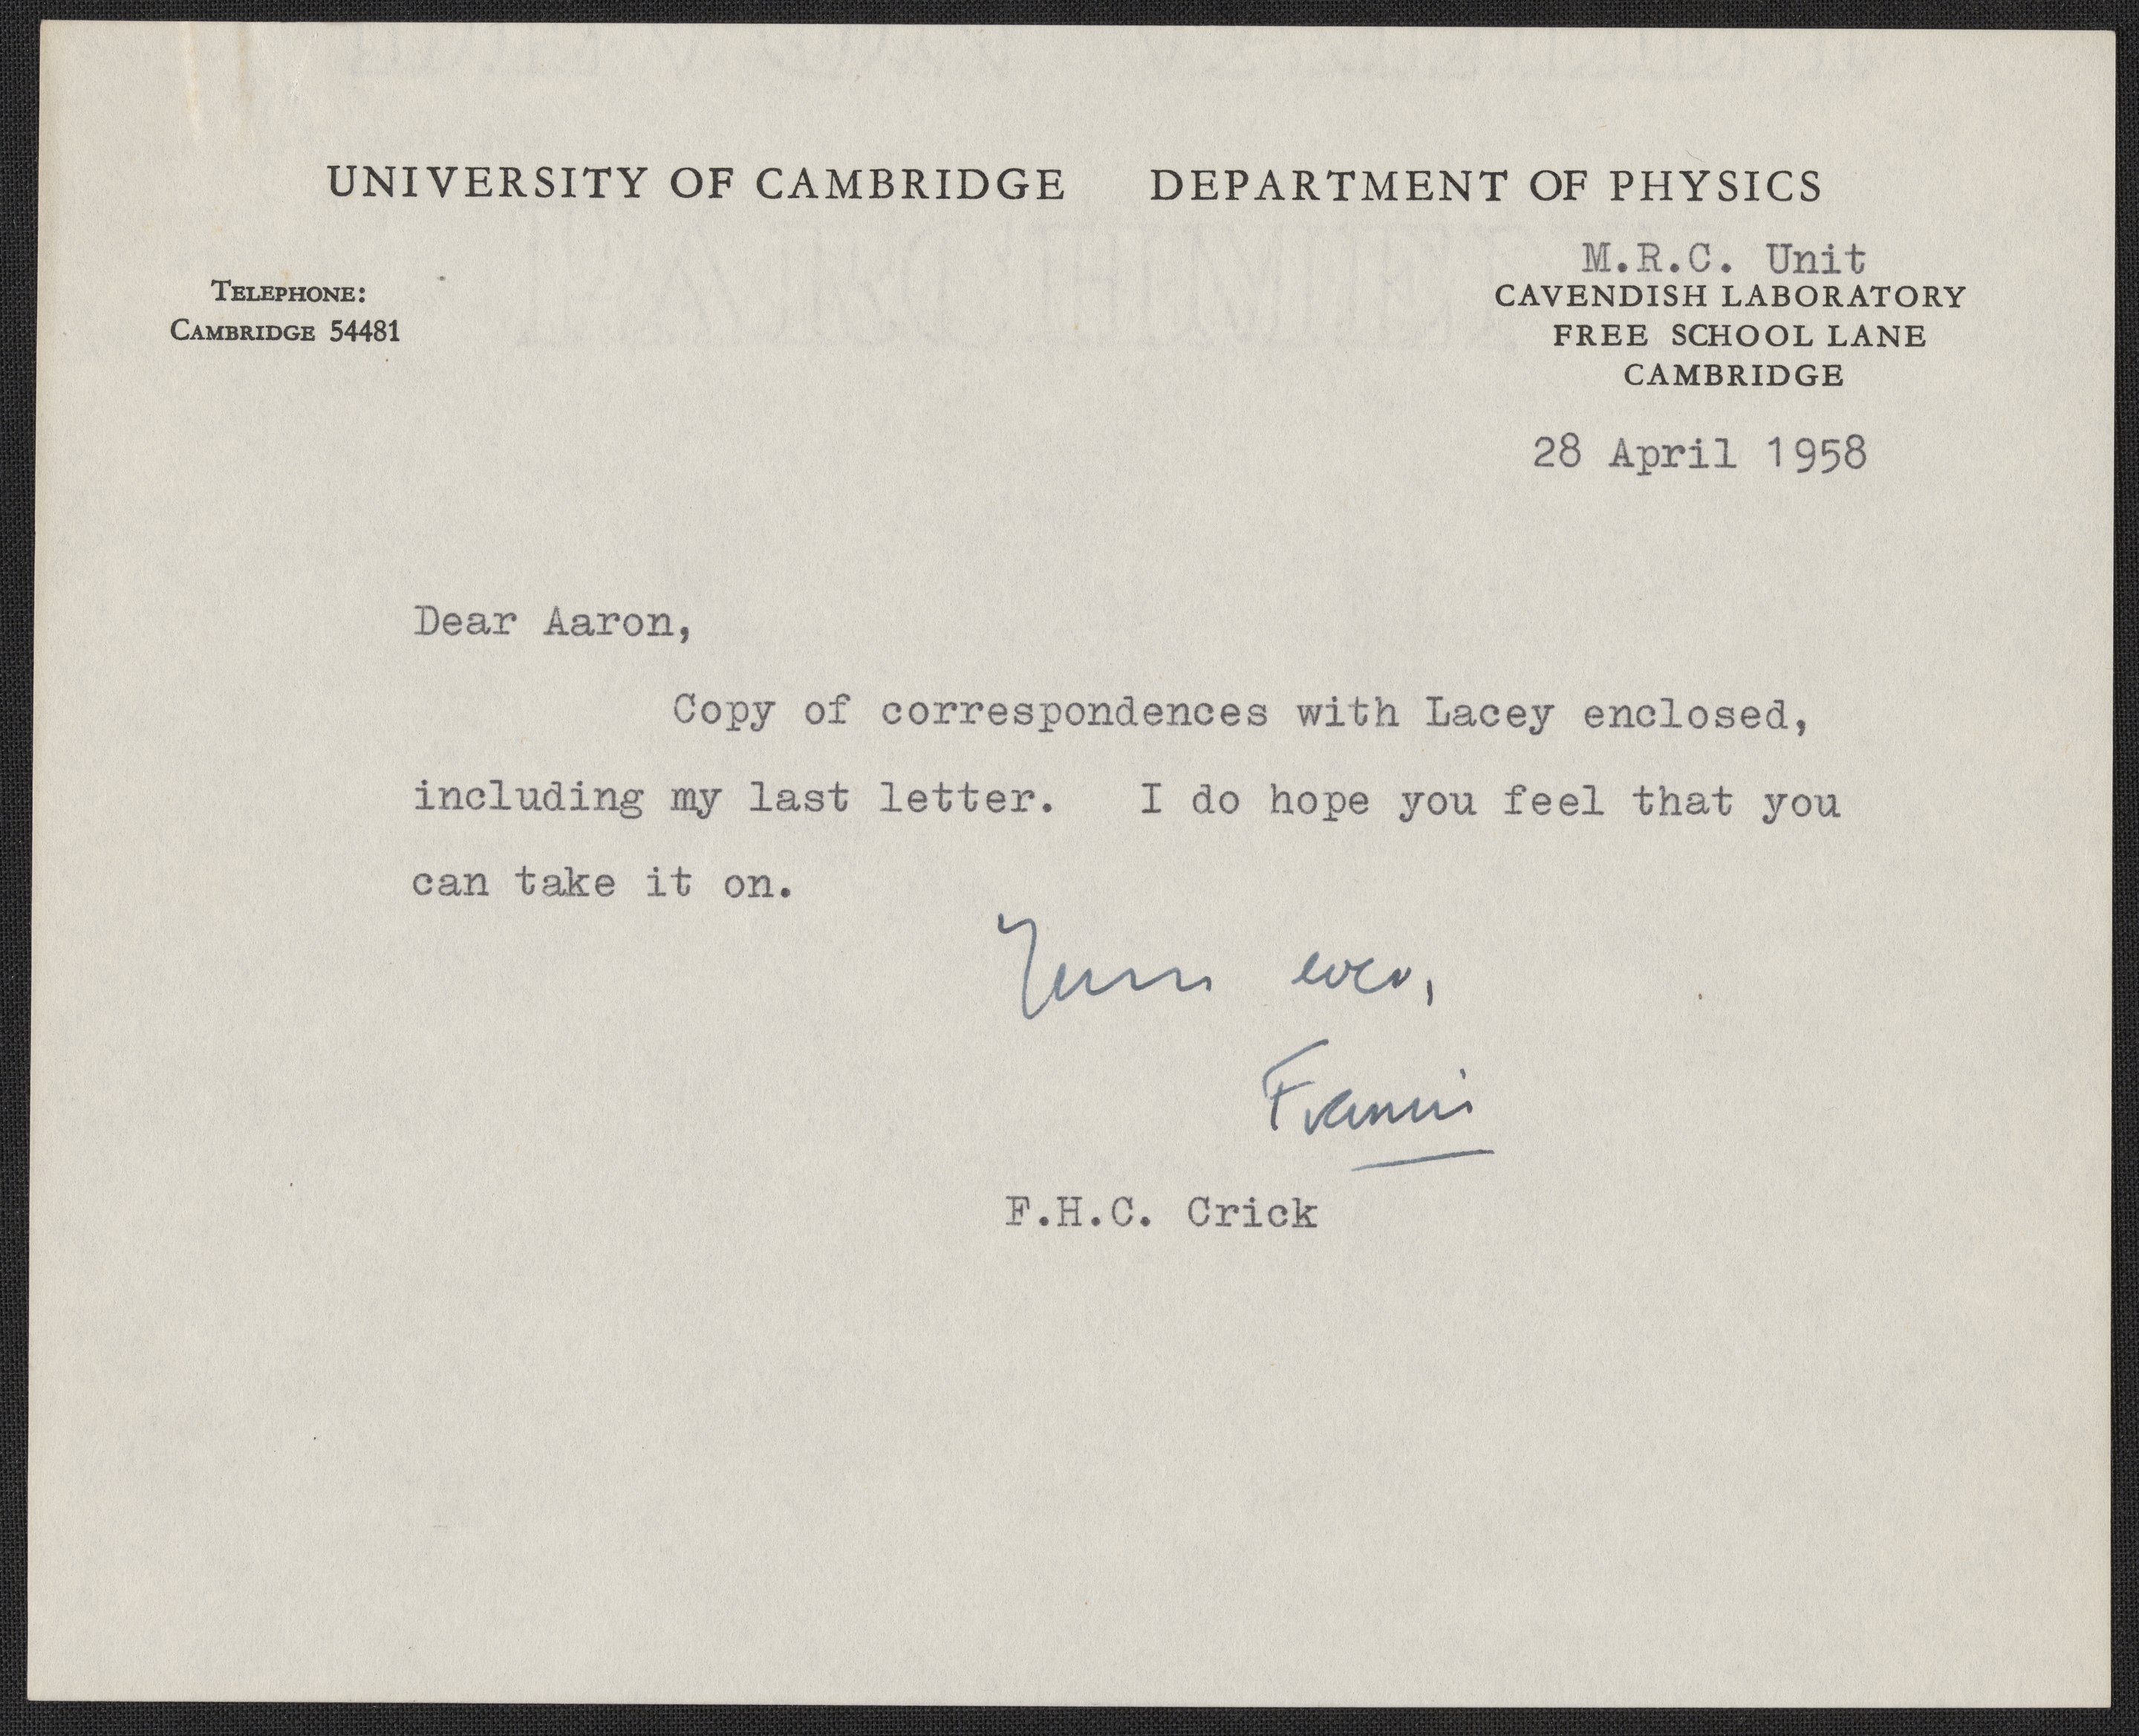 UNIVERSITY OF CAMBRIDGE DEPARTMENT OF PHYSICS
M.R.C. Unit
TELEPHONE:
CAMBRIDGE 54481
CAVENDISH LABORATORY
FREE SCHOOL LANE
CAMBRIDGE
28 April 1958
Dear Aaron,
Copy of correspondences with Lacey enclosed,
including my last letter. I do hope you feel that you
can take it on.
Yours ever,
Francis
F.H.C. Crick